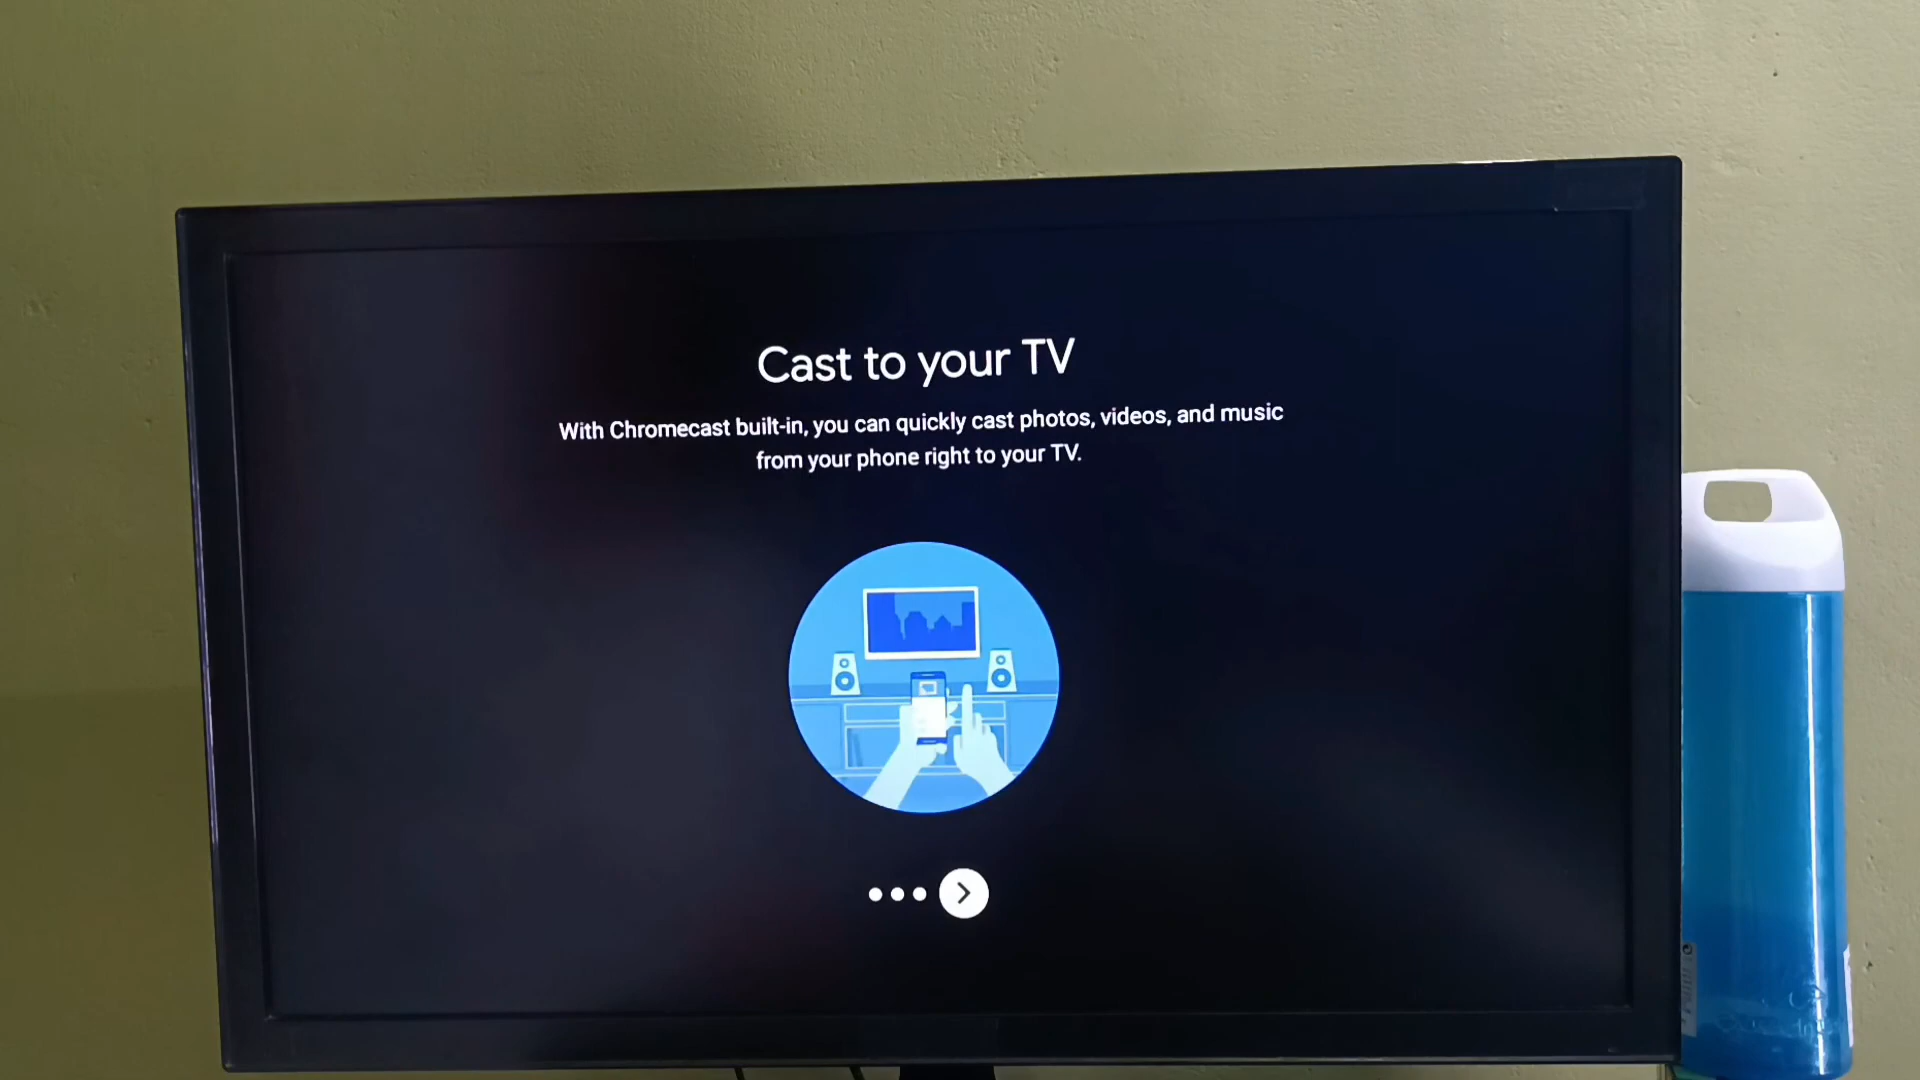 Cast to your TV
With Chromecast built-in, you can quickly cast photos, videos, and music
from your phone right to your TV.